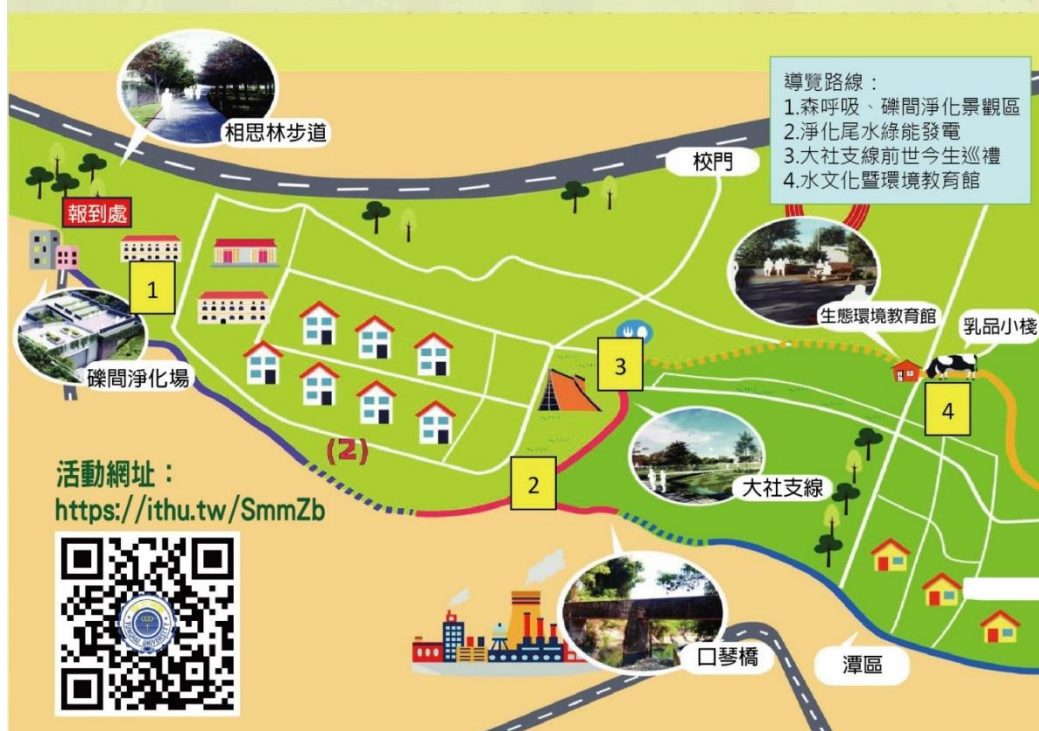 導覽路線：
1.森呼吸、礫間淨化景觀區
2.淨化尾水綠能發電
3.大社支線前世今生巡禮
4.水文化暨環境教育館
相思林步道
校門
報到處
1
生態環境教育館
乳品小棧
礫間淨化場
3
4
(2)
2
大社支線
活動網址：
https://ithu.tw/SmmZb
口琴橋
潭區